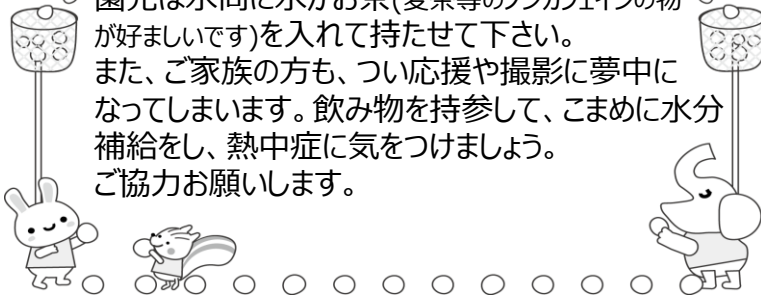 園児は水筒に水かお茶(麦茶等のノンカフェインの物
が好ましいです)を入れて持たせて下さい。
また、ご家族の方も、つい応援や撮影に夢中に
なってしまいます。飲み物を持参して、こまめに水分
補給をし、熱中症に気をつけましょう。
ご協力お願いします。